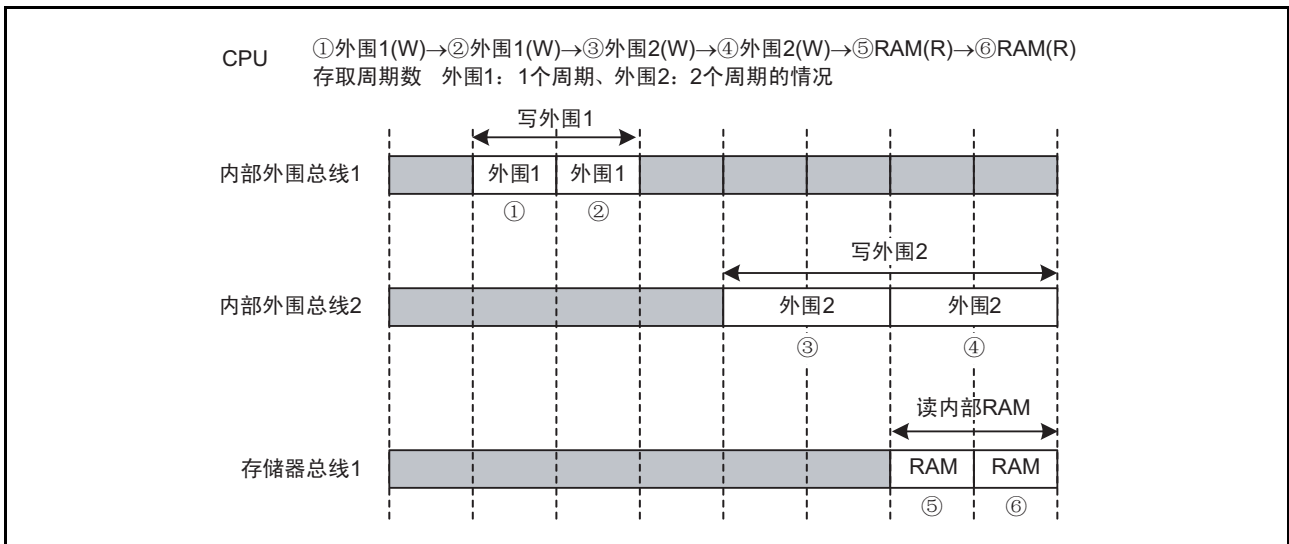 CPU ①外围1(W)→②外围1(W)→③外围2(W)→④外围2(W)→⑤RAM(R)→⑥RAM(R)
存取周期数 外围1：1个周期、外围2：2个周期的情况
写外围1
内部外围总线1 外围1 外围1
① ②
写外围2
内部外围总线2 外围2 外围2
③ ④
读内部RAM
存储器总线1 RAM RAM
⑤ ⑥